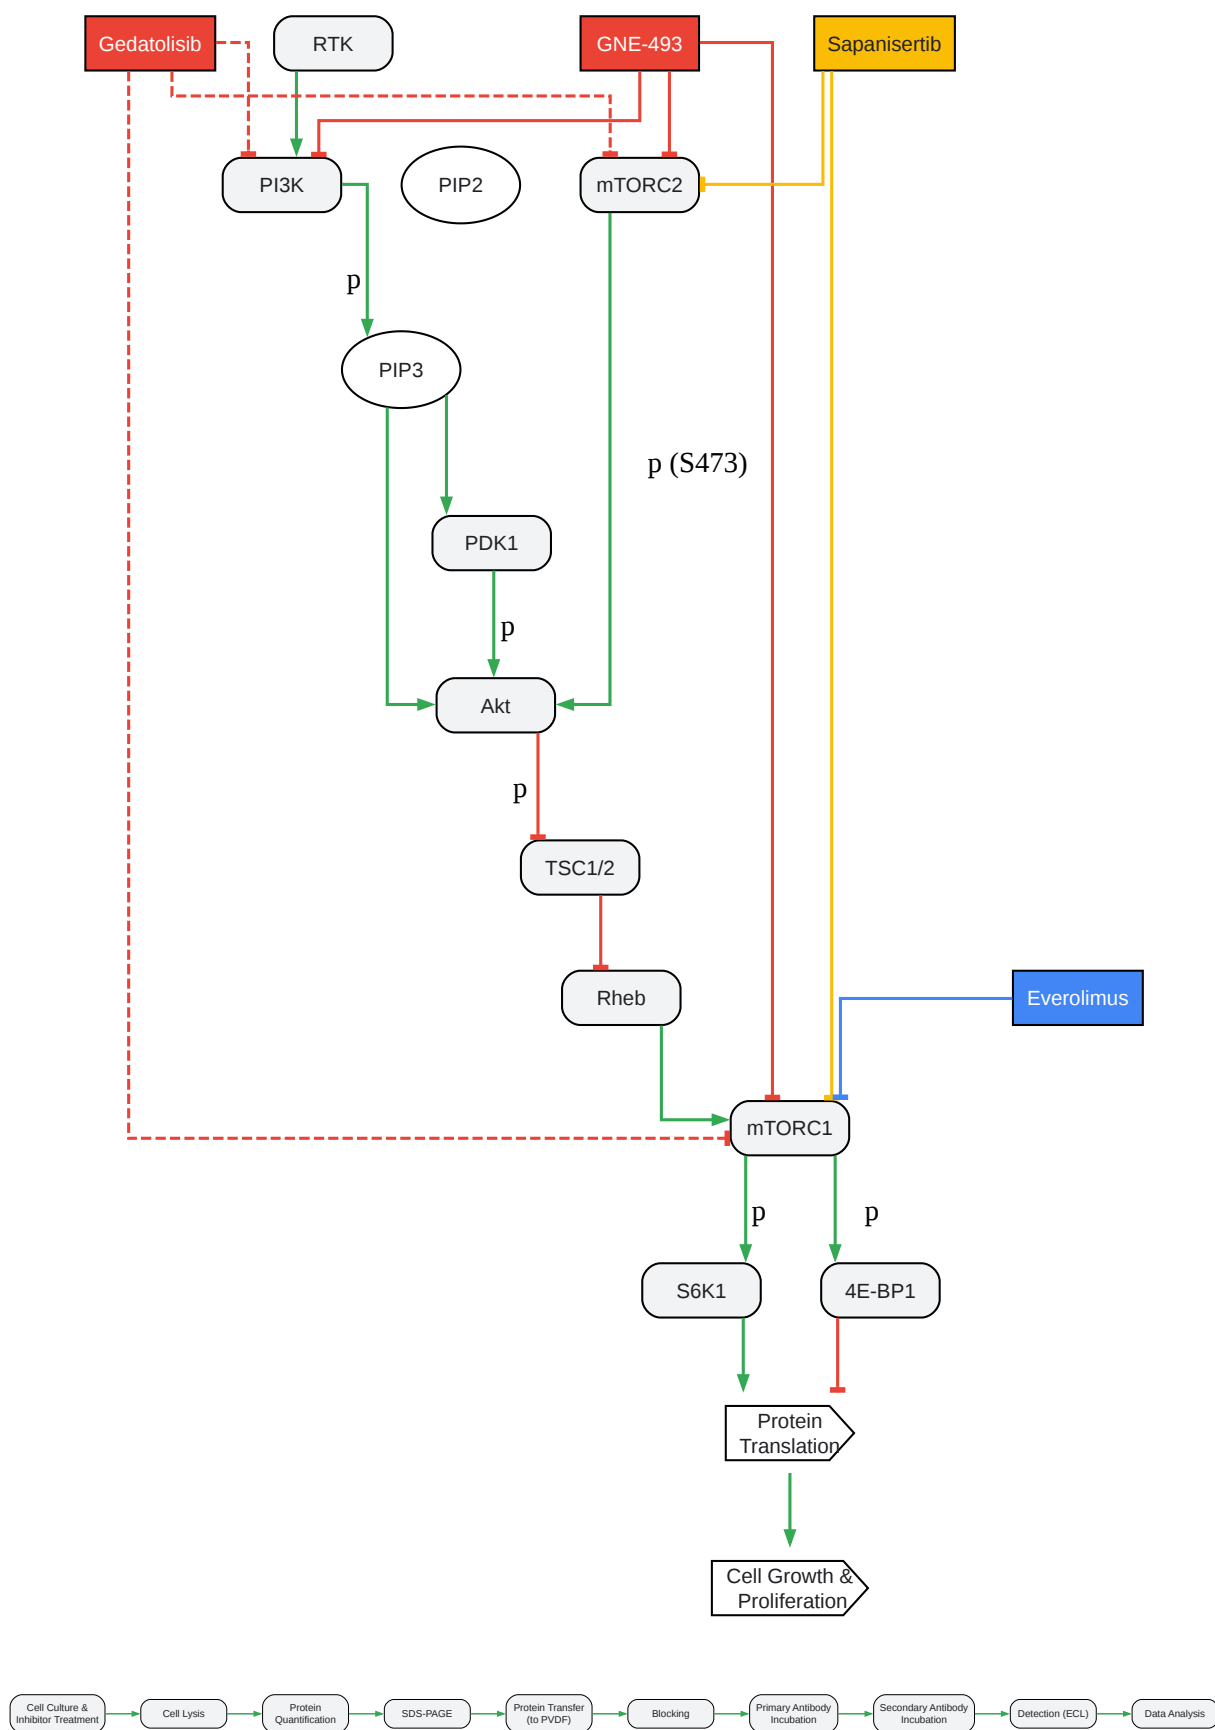 Gedatolisib
RTK
GNE-493
Sapanisertib
PI3K
PIP2
mTORC2
p
PIP3
p (S473)
PDK1
p
Akt
p
TSC1/2
Rheb
Everolimus
mTORC1
p
p
S6K1
4E-BP1
Protein
Translation
Cell Growth &
Proliferation
Cell Culture &
Inhibitor Treatment
Cell Lysis
Protein
Quantification
SDS-PAGE
Protein Transfer
(to PVDF)
Blocking
Primary Antibody
Incubation
Secondary Antibody
Incubation
Detection (ECL)
Data Analysis